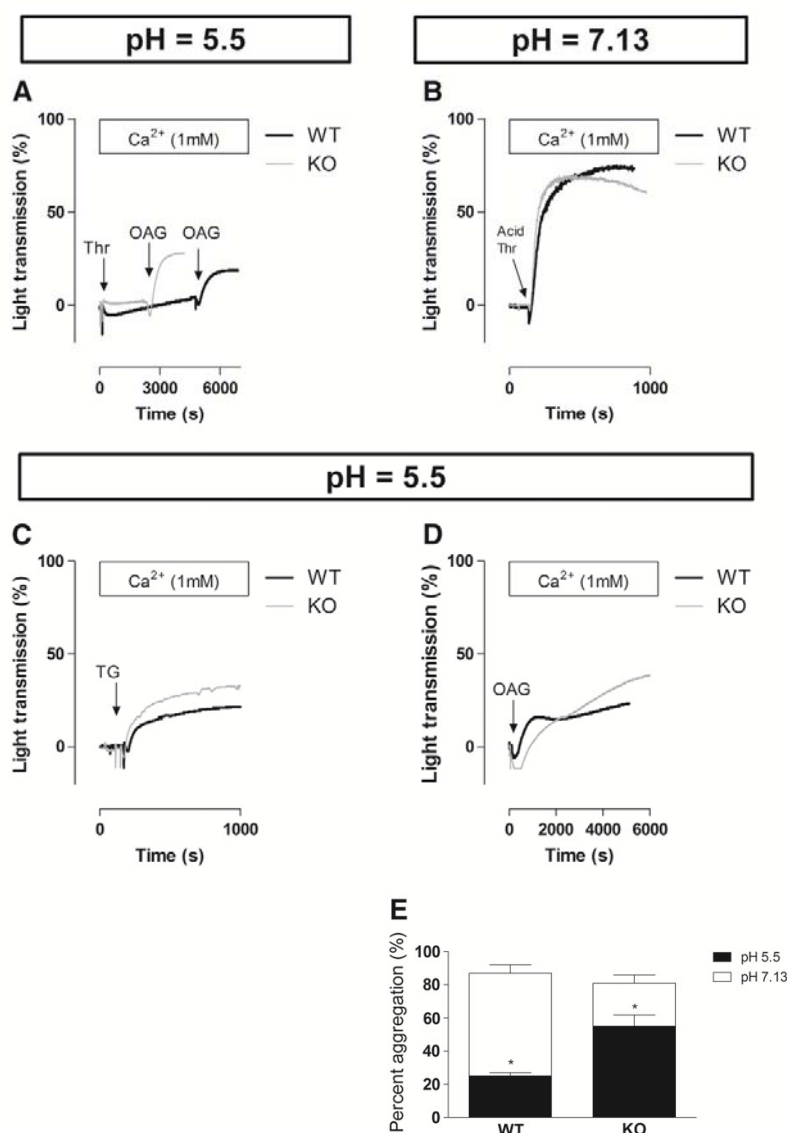 pH = 5.5
pH = 7.13
A
100
50
0
Light transmission (%)
Ca²⁺ (1mM)
WT
KO
Thr
OAG
OAG
0 3000 6000
Time (s)
B
100
50
0
Light transmission (%)
Ca²⁺ (1mM)
WT
KO
Acid
Thr
0 1000
Time (s)
pH = 5.5
C
100
50
0
Light transmission (%)
Ca²⁺ (1mM)
WT
KO
TG
0 1000
Time (s)
D
100
50
0
Light transmission (%)
Ca²⁺ (1mM)
WT
KO
OAG
0 2000 4000 6000
Time (s)
E
Percent aggregation (%)
100
80
60
40
20
0
*
*
pH 5.5
pH 7.13
WT KO